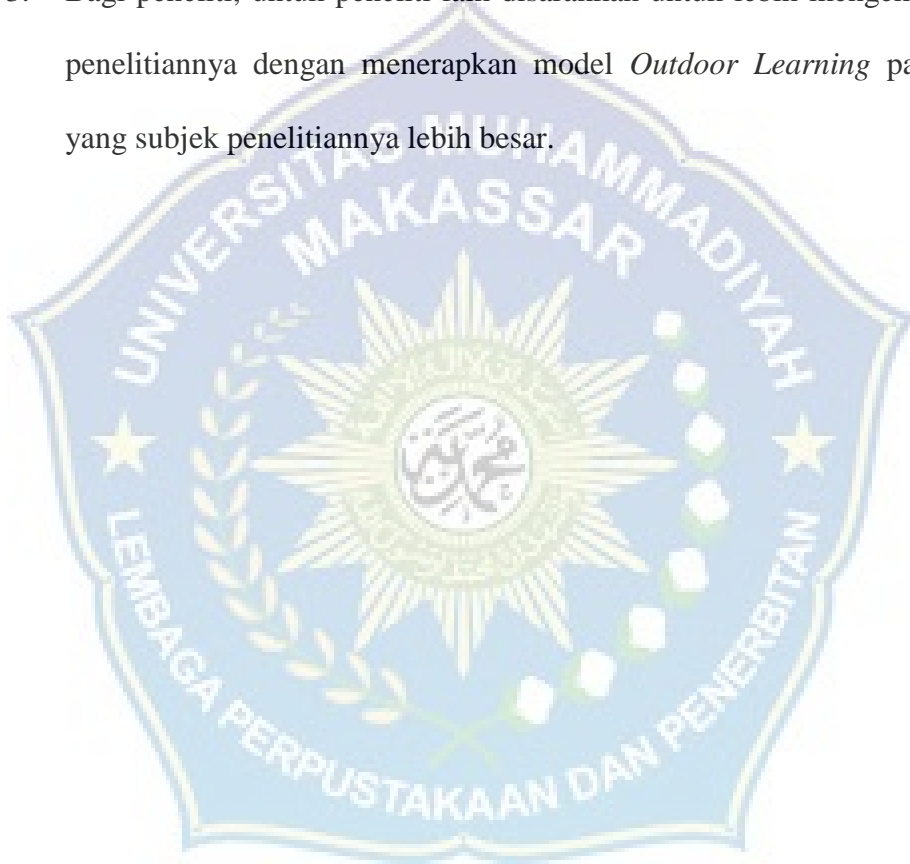 Bagi peneliti, untuk peneliti lain disarankan untuk lebih
penelitiannya dengan menerapkan model Outdoor Learning pa
yang subjek penelitiannya lebih besar.
UNIVERSITAS MUHAMMADIYAH
MAKASSAR
LEMBAGA PERPUSTAKAAN DAN PENERBITAN